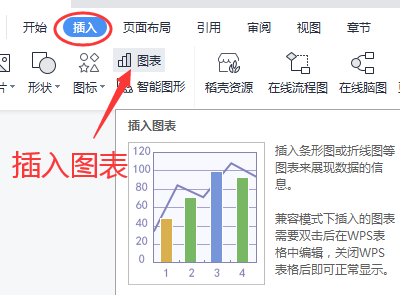 开始 插入 页面布局 引用 审阅 视图 章节
图表
片 形状 图标 智能图形 稻壳资源 在线流程图 在线脑图
插入图表
插入图表
120
100
80
60
40
20
0
1 2 3 4
插入条形图或折线图等
图表来展现数据的信
息。
兼容模式下插入的图表
需要双击后在WPS表
格中编辑，关闭WPS
表格后即可正常显示。